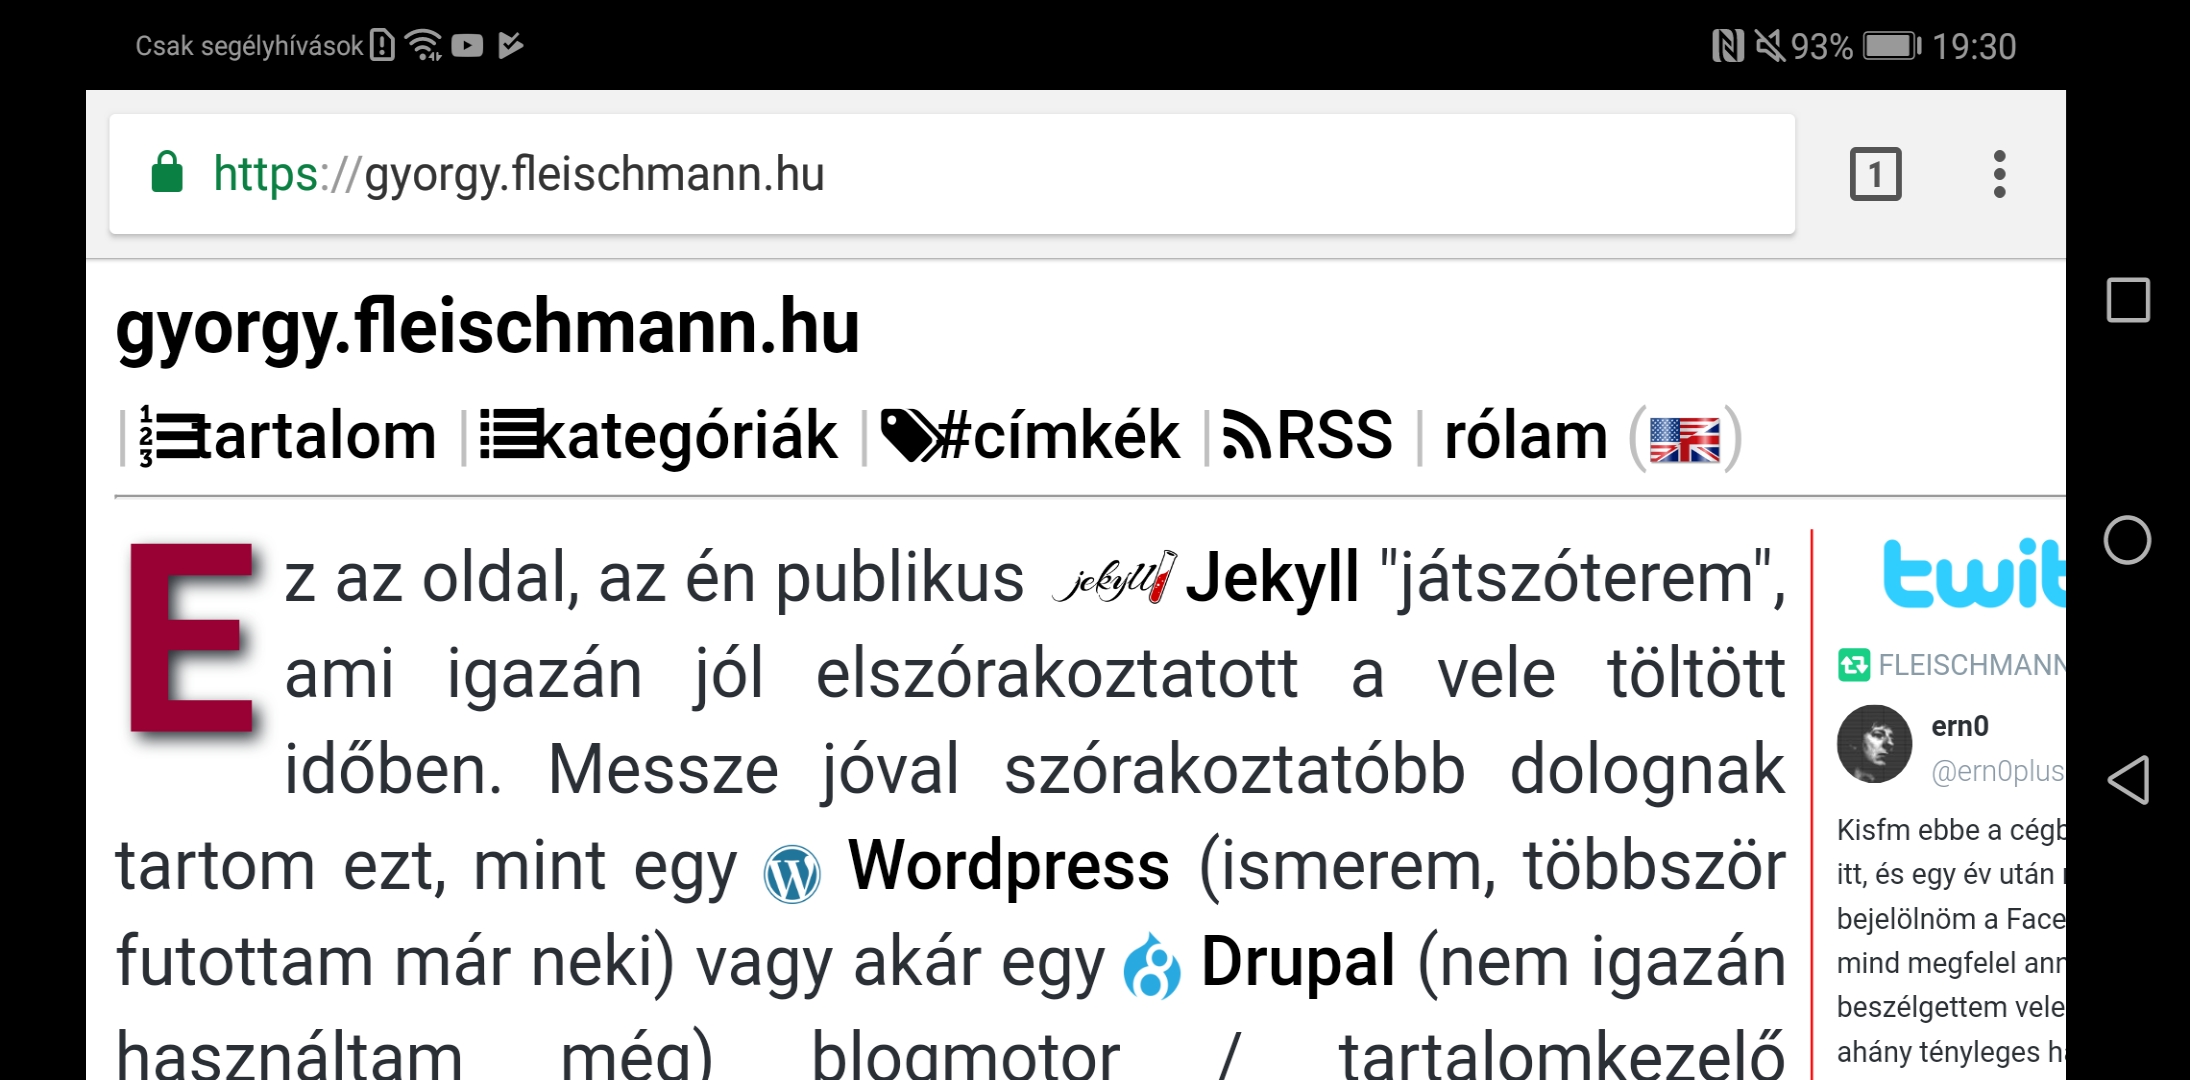 Csak segélyhívások 93% 19:30
https://gyorgy.fleischmann.hu 1
gyorgy.fleischmann.hu
| tartalom | kategóriák | #címkék | RSS | rólam ( )
Ez az oldal, az én publikus jekyll Jekyll "játszóterem",
ami igazán jól elszórakoztatott a vele töltött
időben. Messze jóval szórakoztatóbb dolognak
tartom ezt, mint egy Wordpress (ismerem, többször
futottam már neki) vagy akár egy Drupal (nem igazán
használtam még) blogmotor / tartalomkezelő
twit
FLEISCHMANN
ern0
@ern0plus
Kisfm ebbe a cégb
itt, és egy év után
bejelölnöm a Face
mind megfelel
beszélgettem vele
ahány tényleges